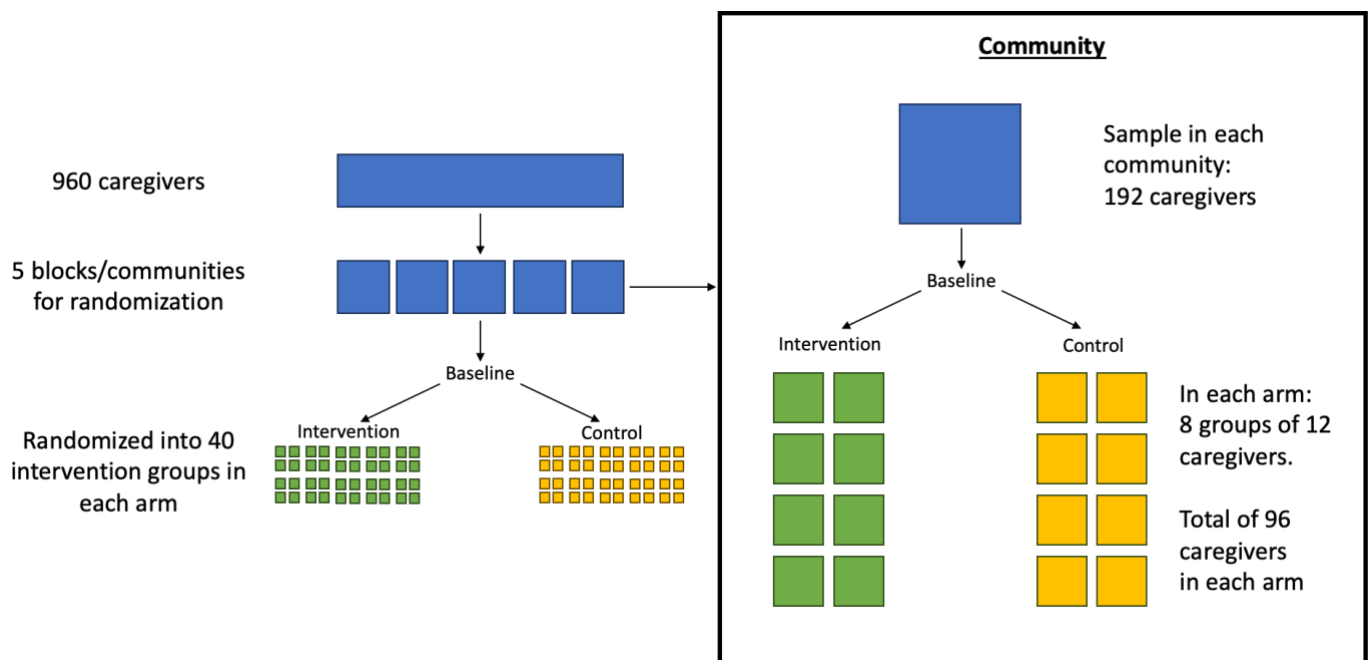 960 caregivers
5 blocks/communities
for randomization
Baseline
Intervention
Control
Randomized into 40
intervention groups in
each arm
Community
Sample in each
community:
192 caregivers
Baseline
Intervention
Control
In each arm:
8 groups of 12
caregivers.
Total of 96
caregivers
in each arm